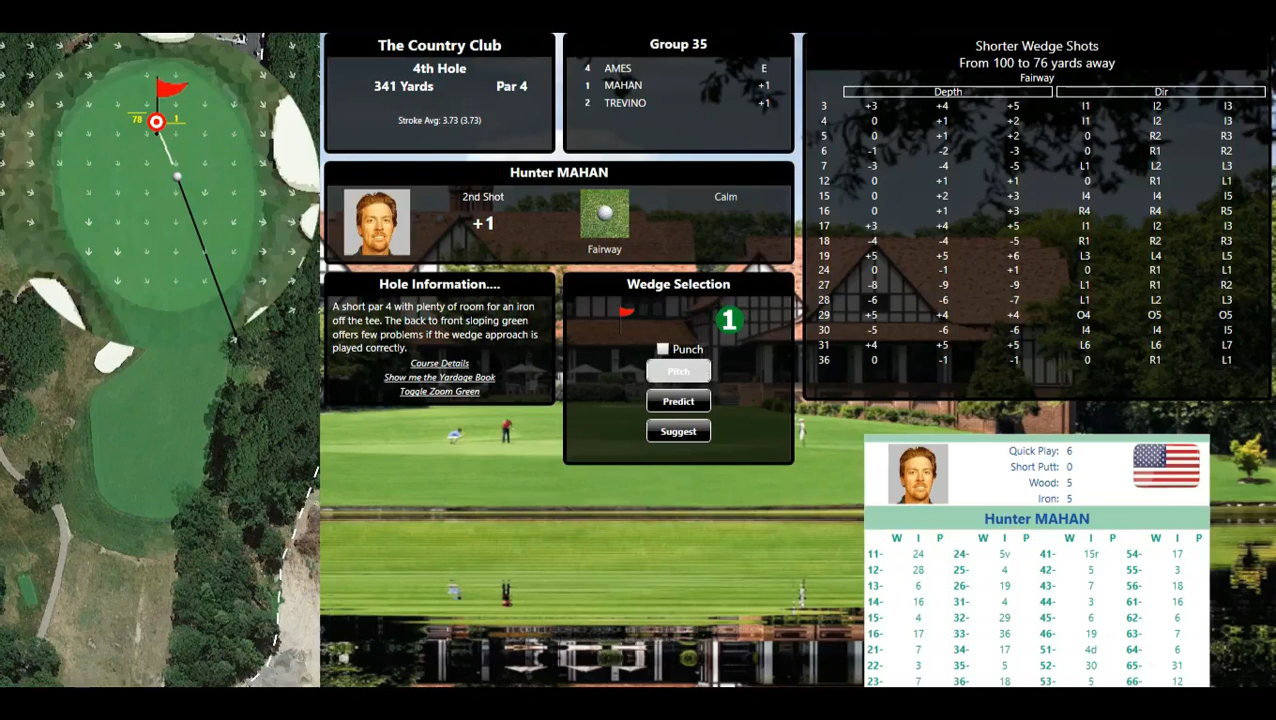 78
1
The Country Club
4th Hole
341 Yards Par 4
Stroke Avg: 3.73 (3.73)
Group 35
4 AMES E
1 MAHAN +1
2 TREVINO +1
Hunter MAHAN
2nd Shot
+1
Fairway
Calm
Hole Information....
A short par 4 with plenty of room for an iron
off the tee. The back to front sloping green
offers few problems if the wedge approach is
played correctly.
Course Details
Show me the Yardage Book
Toggle Zoom Green
Wedge Selection
1
Punch
Pitch
Predict
Suggest
Shorter Wedge Shots
From 100 to 76 yards away
Fairway
Depth Dir
3 +3 +4 +5 I1 I2 I3
4 0 +1 +2 I1 I2 I3
5 0 +1 +2 0 R2 R3
6 -1 -2 -3 0 R1 R2
7 -3 -4 -5 L1 L2 L3
12 0 +1 +1 0 R1 L1
15 0 +2 +3 I4 I4 I5
16 0 +1 +3 R4 R4 R5
17 +3 +4 +5 I1 I2 I3
18 -4 -4 -5 R1 R2 R3
19 +5 +5 +6 L3 L4 L5
24 0 -1 +1 0 R1 L1
27 -8 -9 -9 L1 R1 R2
28 -6 -6 -7 L1 L2 L3
29 +5 +4 +4 O4 O5 O5
30 -5 -6 -6 I4 I4 I5
31 +4 +5 +5 L6 L6 L7
36 0 -1 -1 0 R1 L1
Quick Play: 6
Short Putt: 0
Wood: 5
Iron: 5
Hunter MAHAN
W I P W I P W I P W I P
11- 24 24- 5v 41- 15r 54- 17
12- 28 25- 4 42- 5 55- 3
13- 6 26- 19 43- 7 56- 18
14- 16 31- 4 44- 3 61- 16
15- 4 32- 29 45- 6 62- 6
16- 17 33- 36 46- 19 63- 7
21- 7 34- 17 51- 4d 64- 6
22- 3 35- 5 52- 30 65- 31
23- 7 36- 18 53- 5 66- 12